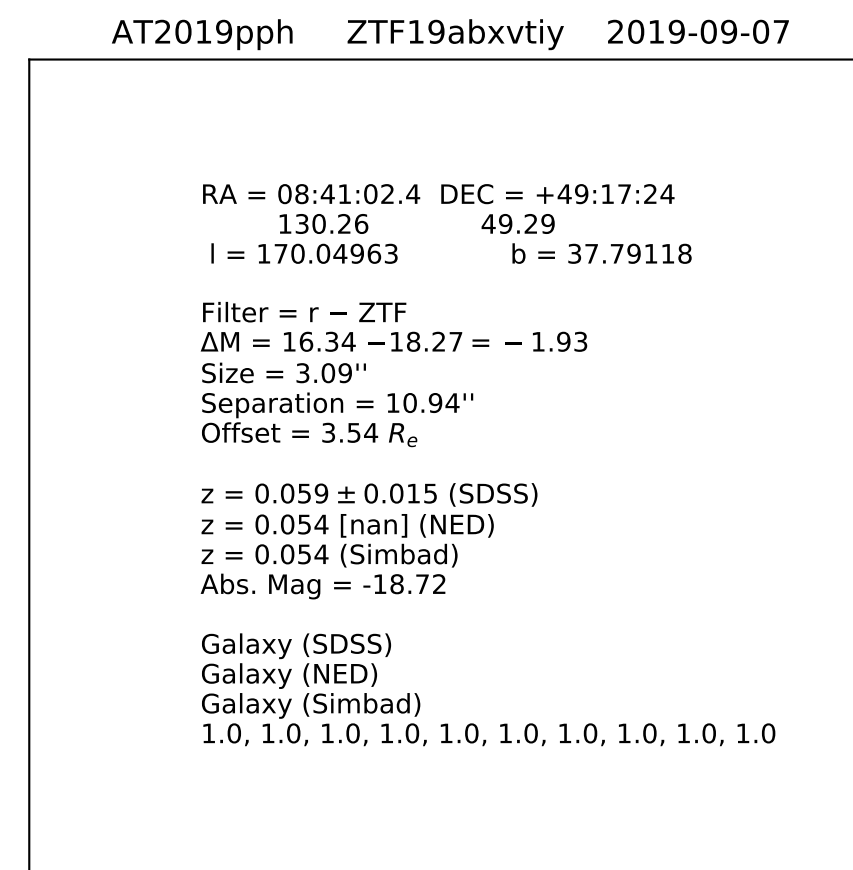 AT2019pph ZTF19abxvtiy 2019-09-07
RA = 08:41:02.4 DEC = +49:17:24
130.26 49.29
l = 170.04963 b = 37.79118
Filter = r − ZTF
ΔM = 16.34 −18.27 = − 1.93
Size = 3.09''
Separation = 10.94''
Offset = 3.54 Rₑ
z = 0.059 ± 0.015 (SDSS)
z = 0.054 [nan] (NED)
z = 0.054 (Simbad)
Abs. Mag = -18.72
Galaxy (SDSS)
Galaxy (NED)
Galaxy (Simbad)
1.0, 1.0, 1.0, 1.0, 1.0, 1.0, 1.0, 1.0, 1.0, 1.0